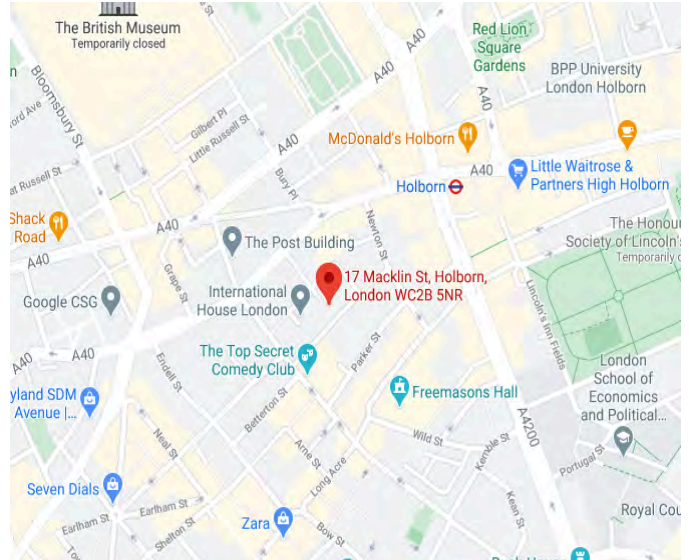 The British Museum
Temporarily closed
Red Lion
Square
Gardens
BPP University
London Holborn
A40
A40
Bloomsbury St
Gilbert Pl
Little Russell St
A40
McDonald's Holborn
A40
Holborn
Little Waitrose &
Partners High Holborn
Russell St
Bury Pl
A40
Shack
Road
A40
A40
The Post Building
Newton St
The Honour
Society of Lincoln's
Temporarily c
Grape St
17 Macklin St, Holborn,
London WC2B 5NR
International
House London
Google CSG
Lincoln's Inn Fields
A40
A40
The Top Secret
Comedy Club
Parker St
London
School of
Economics
and Political...
Endell St
Freemasons Hall
yland SDM
Avenue |...
Betterton St
A4200
Neal St
Arne St
Wild St
Kemble St
Portugal St
Long Acre
Seven Dials
Kean St
Earlham St
Earlham St
Shelton St
Zara
Bow St
Royal Cou